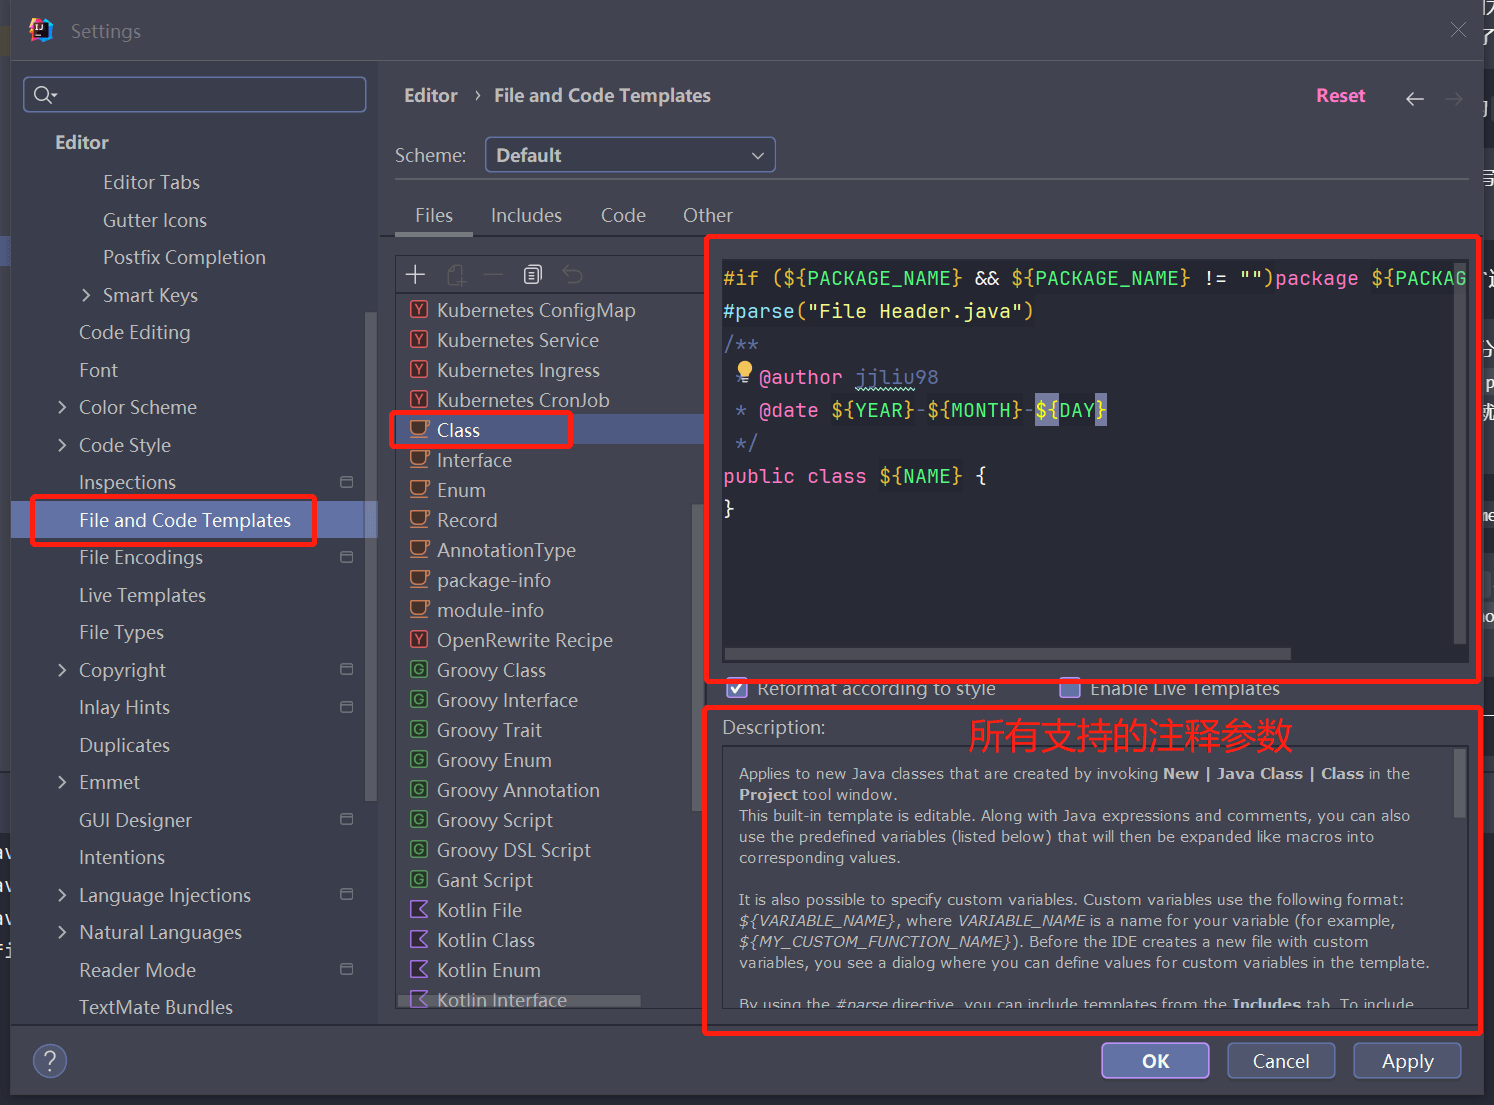 Settings
Editor
Editor Tabs
Gutter Icons
Postfix Completion
Smart Keys
Code Editing
Font
Color Scheme
Code Style
Inspections
File and Code Templates
File Encodings
Live Templates
File Types
Copyright
Inlay Hints
Duplicates
Emmet
GUI Designer
Intentions
Language Injections
Natural Languages
Reader Mode
TextMate Bundles
Editor › File and Code Templates
Reset
Scheme: Default
Files Includes Code Other
Kubernetes ConfigMap
Kubernetes Service
Kubernetes Ingress
Kubernetes CronJob
Class
Interface
Enum
Record
AnnotationType
package-info
module-info
OpenRewrite Recipe
Groovy Class
Groovy Interface
Groovy Trait
Groovy Enum
Groovy Annotation
Groovy Script
Groovy DSL Script
Gant Script
Kotlin File
Kotlin Class
Kotlin Enum
Kotlin Interface
#if (${PACKAGE_NAME} && ${PACKAGE_NAME} != "")package ${PACKAG
#parse("File Header.java")
/**
* @author jjliu98
* @date ${YEAR}-${MONTH}-${DAY}
*/
public class ${NAME} {
}
Reformat according to style Enable Live Templates
Description:
所有支持的注释参数
Applies to new Java classes that are created by invoking New | Java Class | Class in the
Project tool window.
This built-in template is editable. Along with Java expressions and comments, you can also
use the predefined variables (listed below) that will then be expanded like macros into
corresponding values.
It is also possible to specify custom variables. Custom variables use the following format:
${VARIABLE_NAME}, where VARIABLE_NAME is a name for your variable (for example,
${MY_CUSTOM_FUNCTION_NAME}). Before the IDE creates a new file with custom
variables, you see a dialog where you can define values for custom variables in the template.
By using the #parse directive, you can include templates from the Includes tab. To include
?
OK Cancel Apply